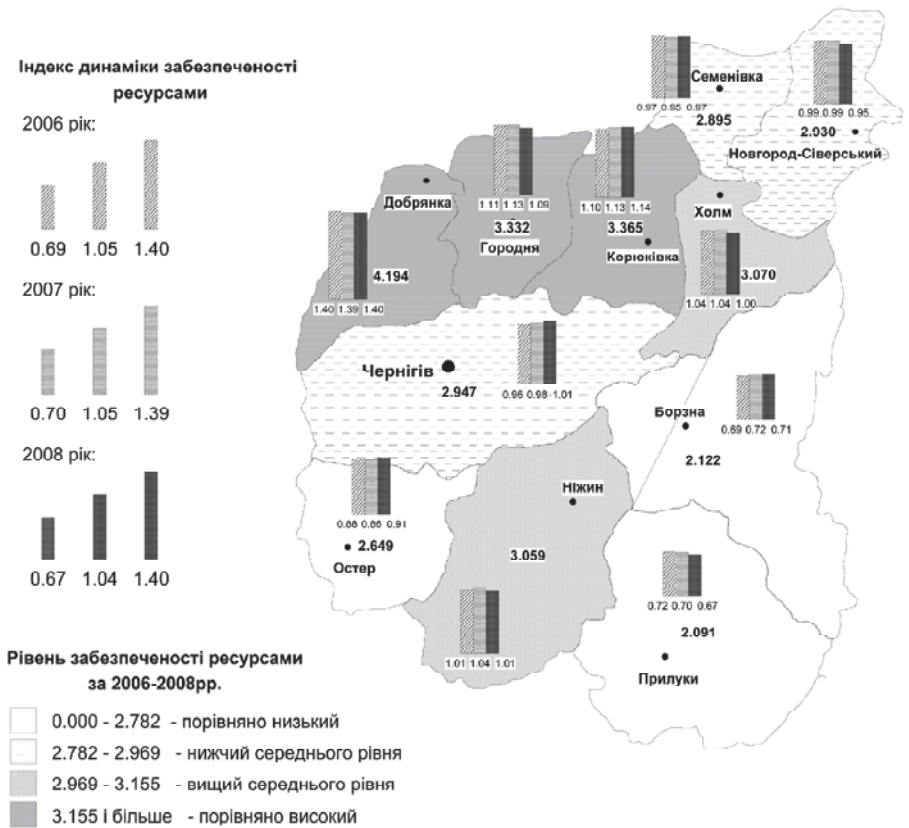 Індекс динаміки забезпеченості
ресурсами
2006 рік:
0.69 1.05 1.40
2007 рік:
0.70 1.05 1.39
2008 рік:
0.67 1.04 1.40
Семенівка
0.97 0.95 0.97
2.895
0.99 0.99 0.95
2.930
Новгород-Сіверський
Добрянка
1.11 1.13 1.09
3.332
Городня
1.10 1.13 1.14
3.365
Корюківка
Холм
3.070
1.04 1.04 1.00
4.194
1.40 1.39 1.40
Чернігів
2.947
0.96 0.98 1.01
Борзна
0.69 0.72 0.71
2.122
Ніжин
0.88 0.86 0.91
2.649
Остер
3.059
0.72 0.70 0.67
2.091
Прилуки
1.01 1.04 1.01
Рівень забезпеченості ресурсами
за 2006-2008рр.
0.000 - 2.782 - порівняно низький
2.782 - 2.969 - нижчий середнього рівня
2.969 - 3.155 - вищий середнього рівня
3.155 і більше - порівняно високий